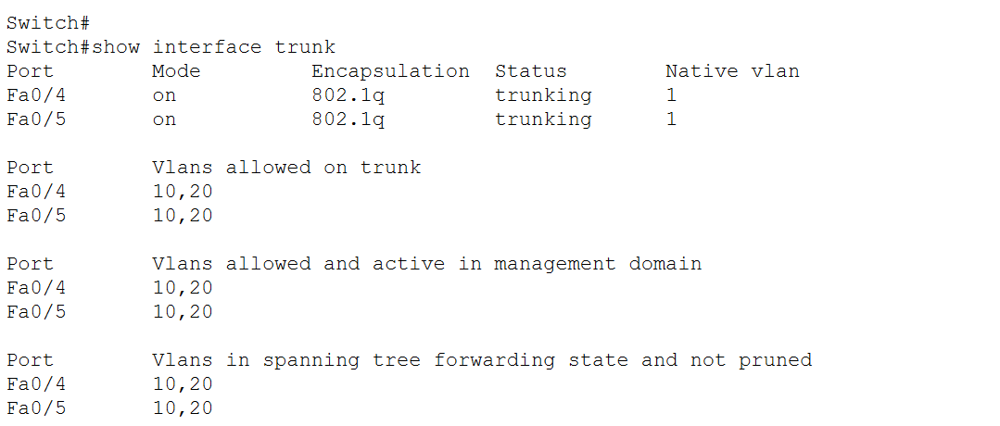 Switch#
Switch#show interface trunk
Port        Mode         Encapsulation  Status        Native vlan
Fa0/4       on           802.1q         trunking      1
Fa0/5       on           802.1q         trunking      1

Port        Vlans allowed on trunk
Fa0/4       10,20
Fa0/5       10,20

Port        Vlans allowed and active in management domain
Fa0/4       10,20
Fa0/5       10,20

Port        Vlans in spanning tree forwarding state and not pruned
Fa0/4       10,20
Fa0/5       10,20